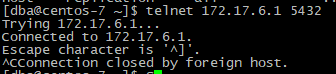 [dba@centos-7 ~]$ telnet 172.17.6.1 5432
Trying 172.17.6.1...
Connected to 172.17.6.1.
Escape character is '^]'.
^CConnection closed by foreign host.